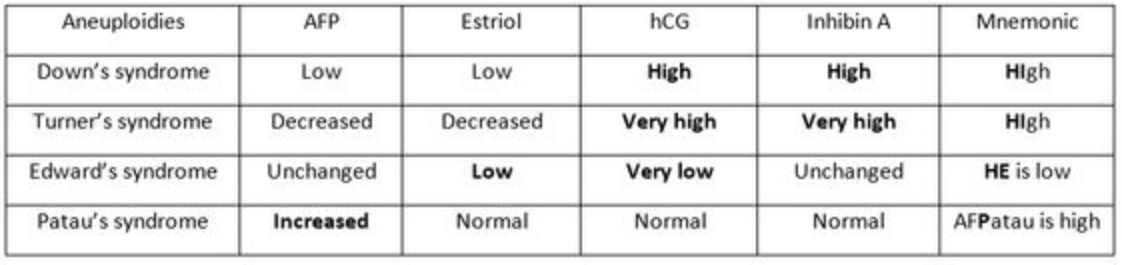 Aneuploidies AFP Estriol hCG Inhibin A Mnemonic
Down's syndrome Low Low High High HIgh
Turner's syndrome Decreased Decreased Very high Very high HIgh
Edward's syndrome Unchanged Low Very low Unchanged HE is low
Patau's syndrome Increased Normal Normal Normal AFPatau is high